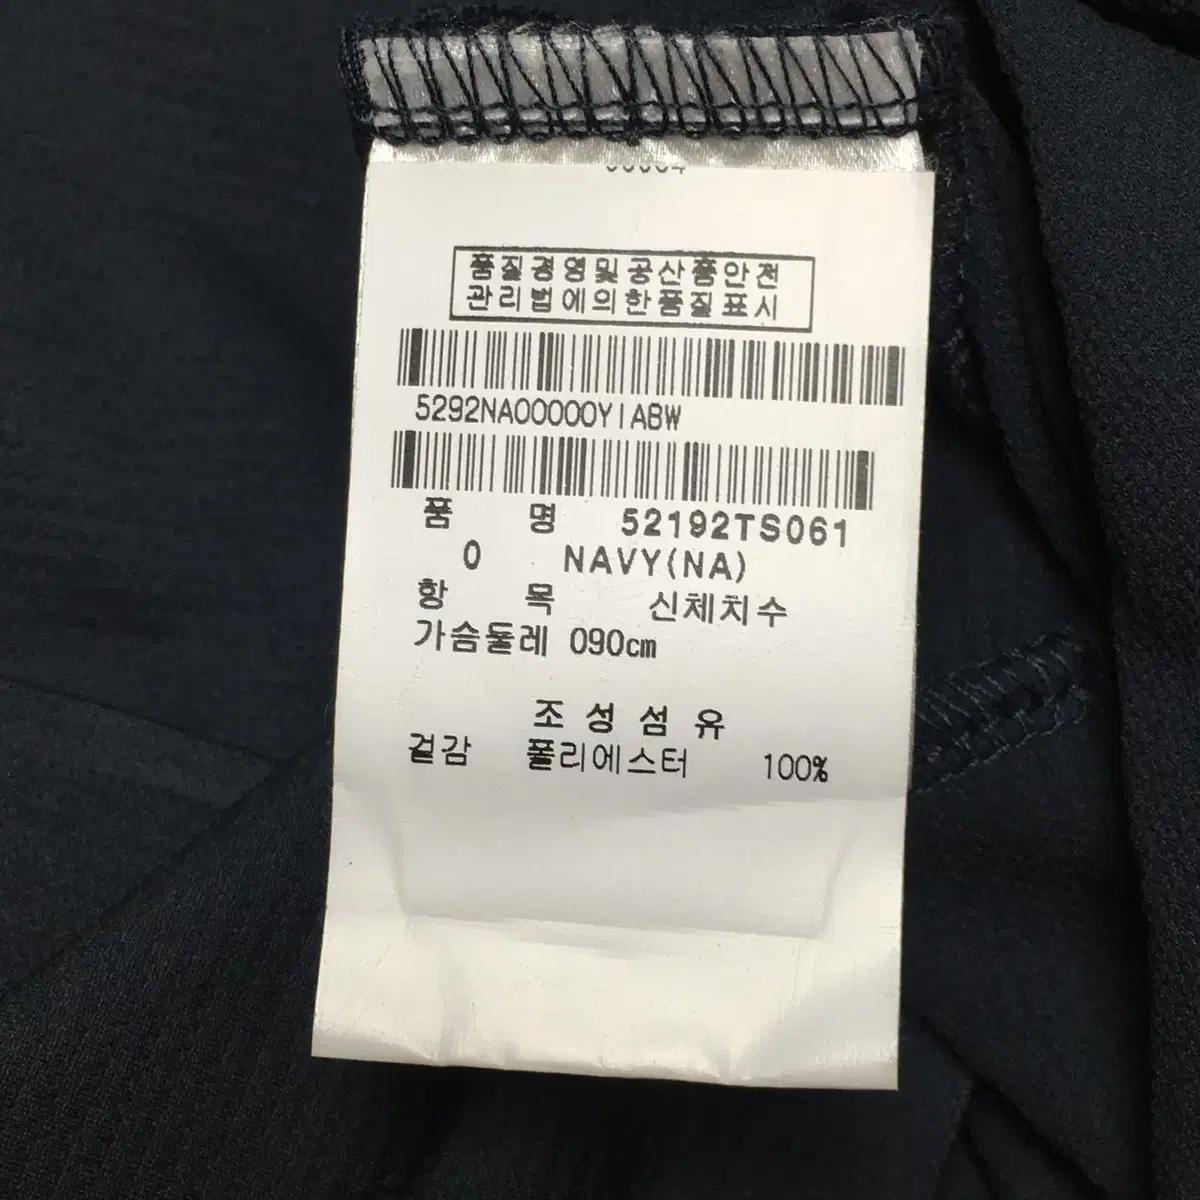 품질경영및공산품안전
관리법에의한품질표시
5292NA00000YIABW
품 명 52192TS061
0 NAVY(NA)
항 목 신체치수
가슴둘레 090cm
조성섬유
겉감 폴리에스터 100%